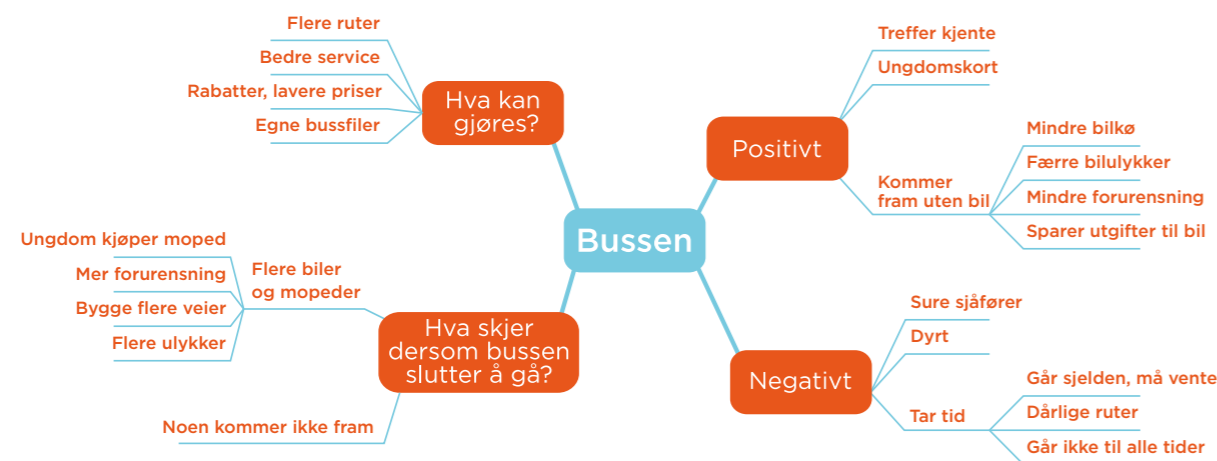 Flere ruter
Bedre service
Rabatter, lavere priser
Egne bussfiler
Hva kan
gjøres?
Treffer kjente
Ungdomskort
Positivt
Kommer
fram uten bil
Mindre bilkø
Færre bilulykker
Mindre forurensning
Sparer utgifter til bil
Bussen
Ungdom kjøper moped
Mer forurensning
Bygge flere veier
Flere ulykker
Flere biler
og mopeder
Hva skjer
dersom bussen
slutter å gå?
Noen kommer ikke fram
Negativt
Sure sjåfører
Dyrt
Tar tid
Går sjelden, må vente
Dårlige ruter
Går ikke til alle tider